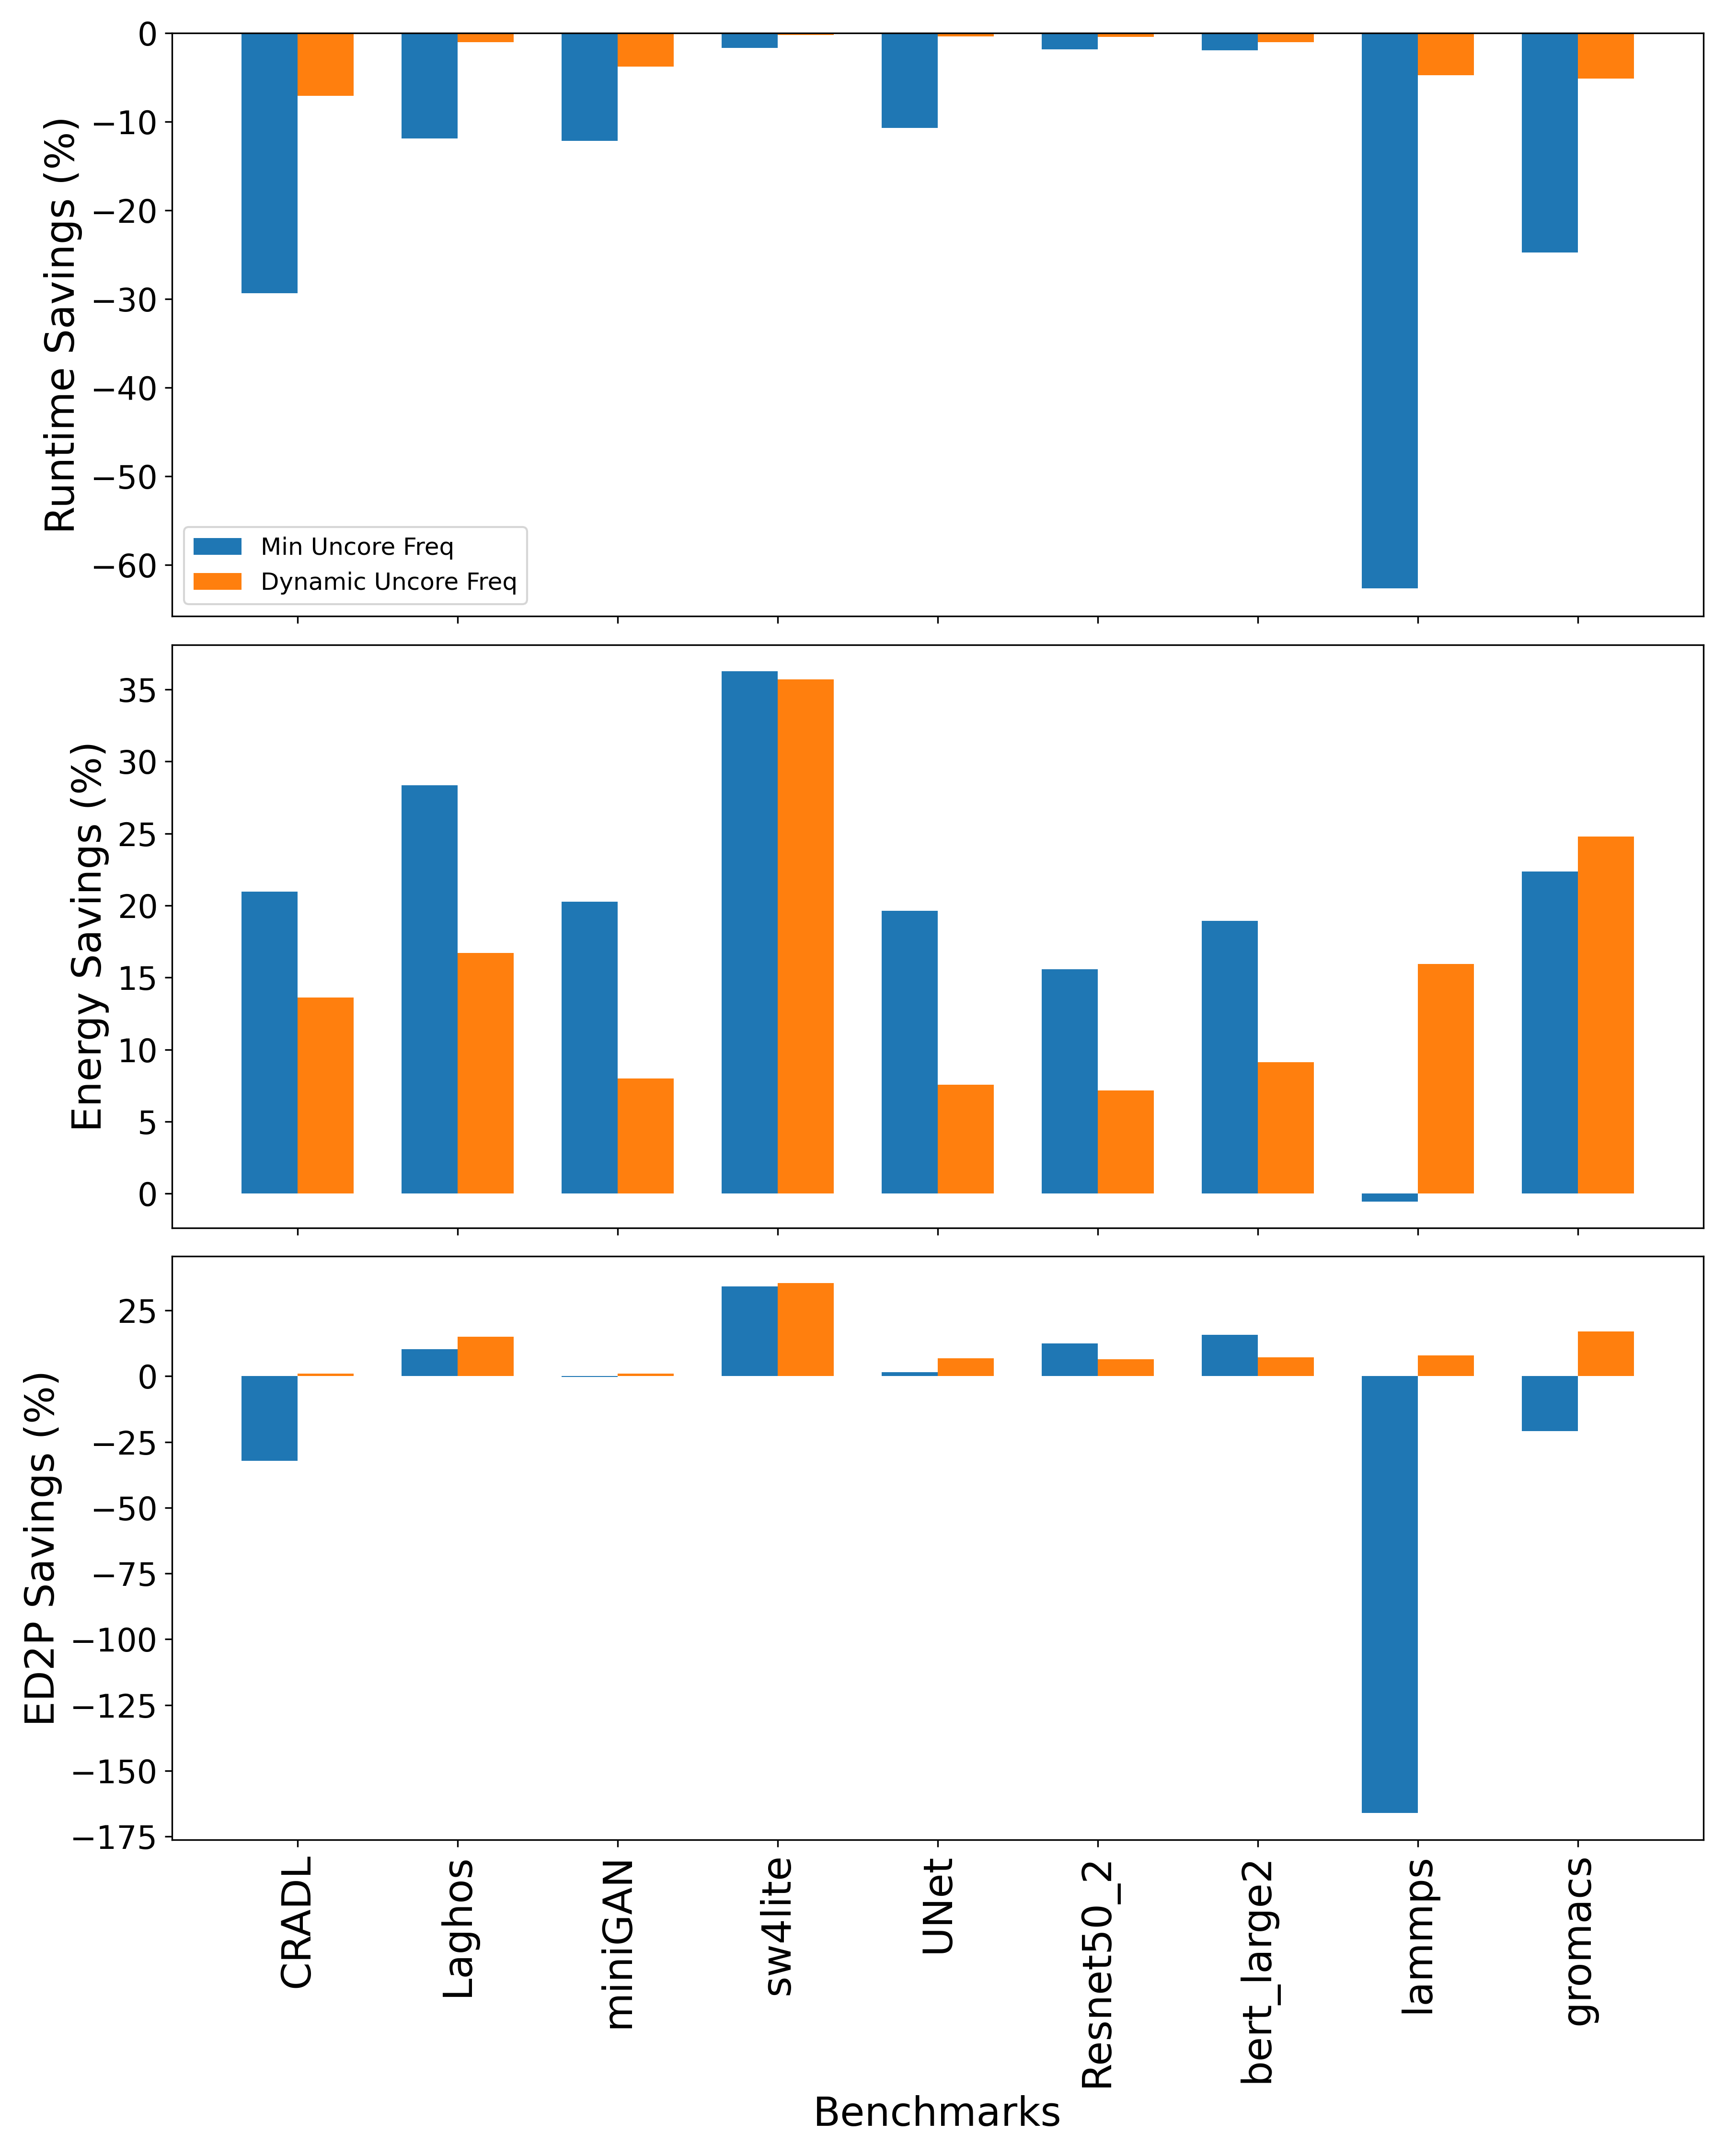 Runtime Savings (%)
0
−10
−20
−30
−40
−50
−60
Min Uncore Freq
Dynamic Uncore Freq
Energy Savings (%)
35
30
25
20
15
10
5
0
ED2P Savings (%)
25
0
−25
−50
−75
−100
−125
−150
−175
CRADL
Laghos
miniGAN
sw4lite
UNet
Resnet50_2
bert_large2
lammps
gromacs
Benchmarks